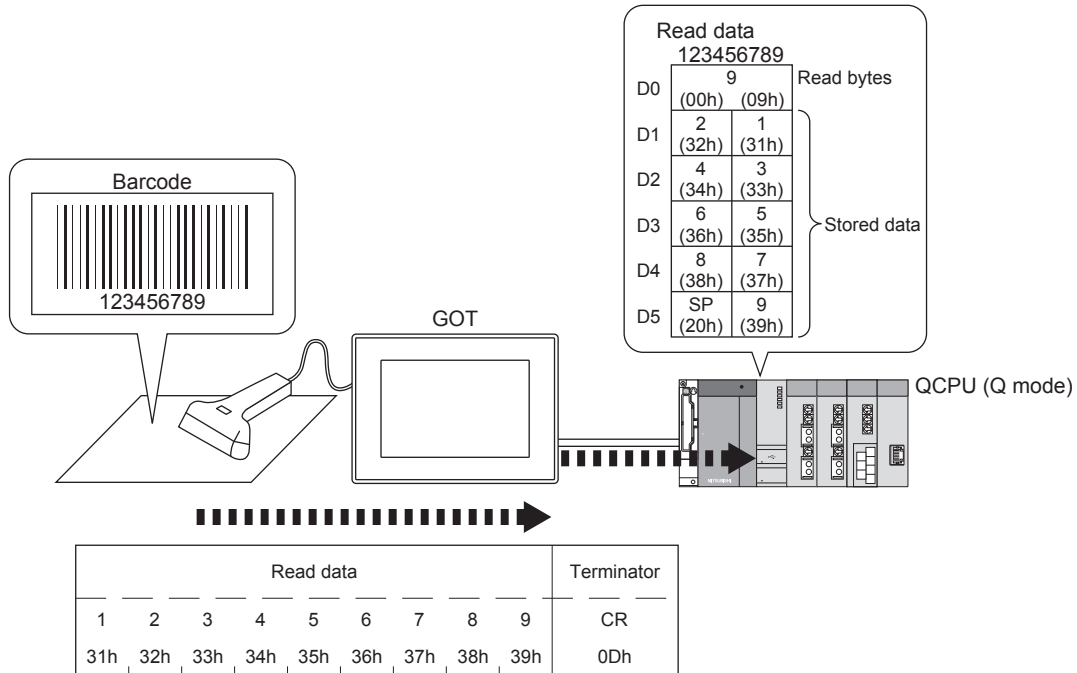 Read data
123456789
D0 9 Read bytes
(00h) (09h)
D1 2 1
(32h) (31h)
D2 4 3
(34h) (33h)
D3 6 5
(36h) (35h)
Stored data
D4 8 7
(38h) (37h)
D5 SP 9
(20h) (39h)
Barcode
123456789
GOT
QCPU (Q mode)
MITSUBISHI
Read data Terminator
1 2 3 4 5 6 7 8 9 CR
31h 32h 33h 34h 35h 36h 37h 38h 39h 0Dh